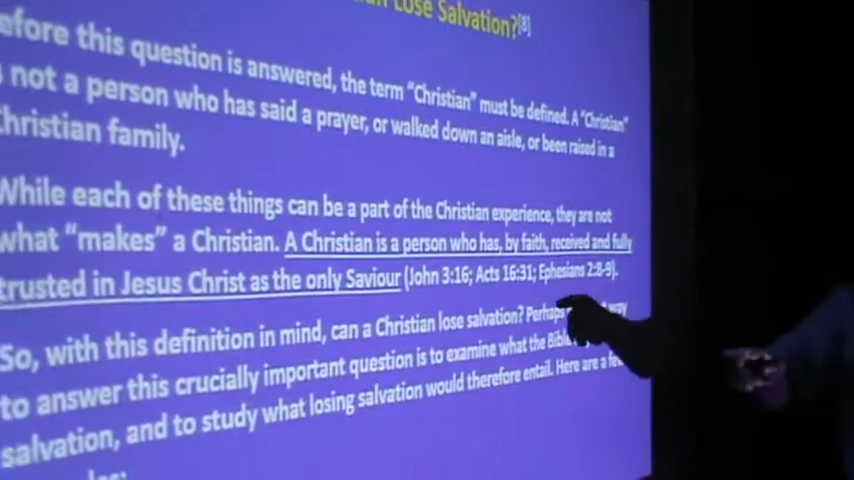 Lose Salvation?[8]
efore this question is answered, the term "Christian" must be defined. A "Christian"
not a person who has said a prayer, or walked down an aisle, or been raised in a
Christian family.
While each of these things can be a part of the Christian experience, they are not
what "makes" a Christian. A Christian is a person who has, by faith, received and fully
trusted in Jesus Christ as the only Saviour (John 3:16; Acts 16:31; Ephesians 2:8-9).
So, with this definition in mind, can a Christian lose salvation? Perhaps way
to answer this crucially important question is to examine what the Bible
salvation, and to study what losing salvation would therefore entail. Here are a few